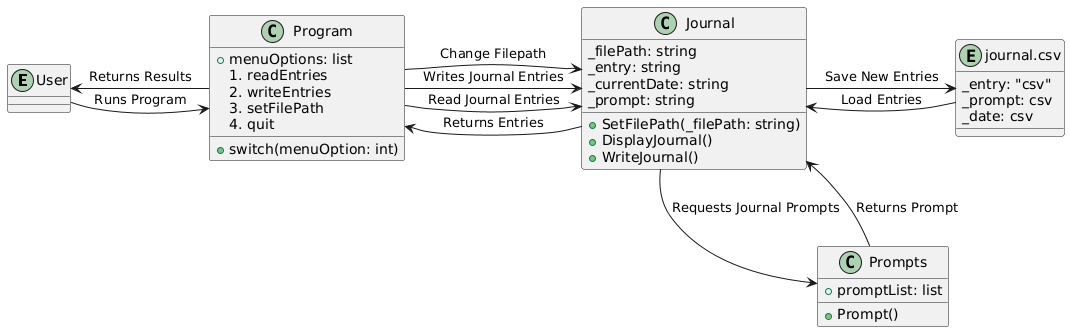 E User
Returns Results
Runs Program
C Program
menuOptions: list
1. readEntries
2. writeEntries
3. setFilePath
4. quit
switch(menuOption: int)
Change Filepath
Writes Journal Entries
Read Journal Entries
Returns Entries
C Journal
_filePath: string
_entry: string
_currentDate: string
_prompt: string
SetFilePath(_filePath: string)
DisplayJournal()
WriteJournal()
Save New Entries
Load Entries
E journal.csv
_entry: "csv"
_prompt: csv
_date: csv
Requests Journal Prompts
Returns Prompt
C Prompts
promptList: list
Prompt()